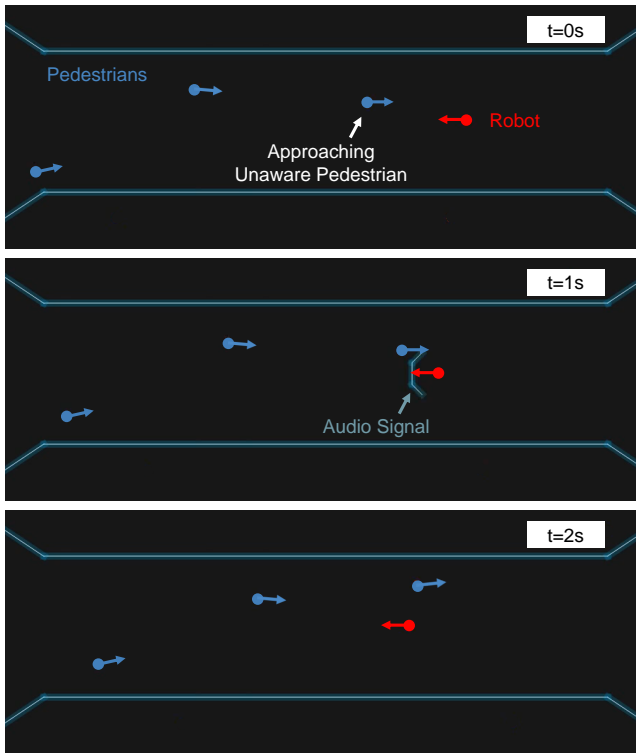 t=0s
Pedestrians
Robot
Approaching
Unaware Pedestrian
t=1s
Audio Signal
t=2s